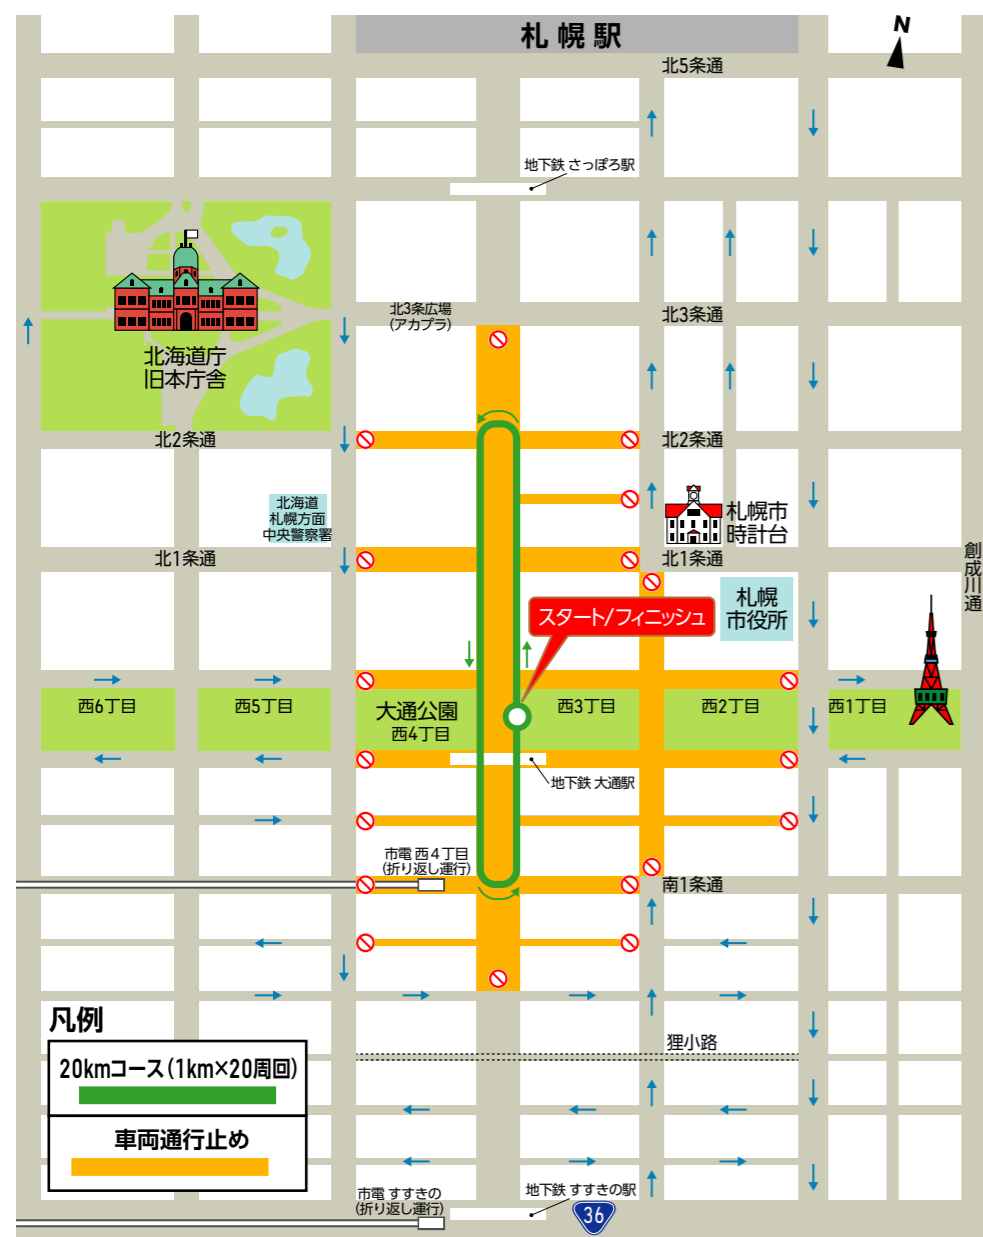 札幌駅
N
北5条通
地下鉄 さっぽろ駅
北3条広場
(アカプラ)
北3条通
北海道庁
旧本庁舎
北2条通
北2条通
北海道
札幌方面
中央警察署
札幌市
時計台
北1条通
北1条通
創成川通
スタート/フィニッシュ
札幌
市役所
西6丁目
西5丁目
大通公園
西4丁目
西3丁目
西2丁目
西1丁目
地下鉄 大通駅
市電 西4丁目
(折り返し運行)
南1条通
狸小路
凡例
20kmコース(1km×20周回)
車両通行止め
市電 すすきの
(折り返し運行)
地下鉄 すすきの駅
36